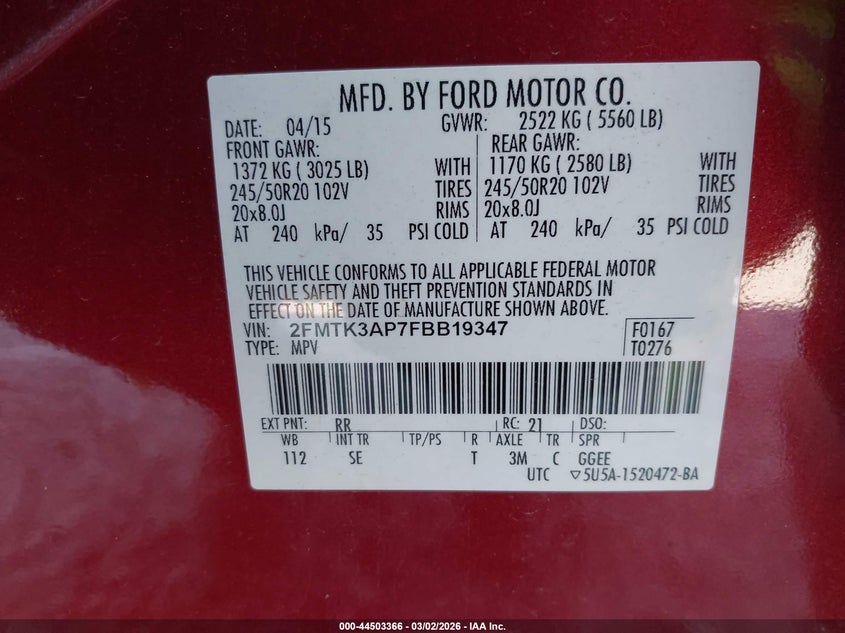 MFD. BY FORD MOTOR CO.
DATE: 04/15 GVWR: 2522 KG ( 5560 LB)
FRONT GAWR: REAR GAWR:
1372 KG ( 3025 LB) WITH 1170 KG ( 2580 LB) WITH
245/50R20 102V TIRES 245/50R20 102V TIRES
20x8.0J RIMS 20x8.0J RIMS
AT 240 kPa/ 35 PSI COLD AT 240 kPa/ 35 PSI COLD
THIS VEHICLE CONFORMS TO ALL APPLICABLE FEDERAL MOTOR
VEHICLE SAFETY AND THEFT PREVENTION STANDARDS IN
EFFECT ON THE DATE OF MANUFACTURE SHOWN ABOVE.
VIN: 2FMTK3AP7FBB19347 F0167
TYPE: MPV T0276
EXT PNT: RR RC: 21 DSO:
WB INT TR TP/PS R AXLE TR SPR
112 SE T 3M C GGEE
UTC ▽5U5A-1520472-BA
000-44503366 - 03/02/2026 - IAA Inc.